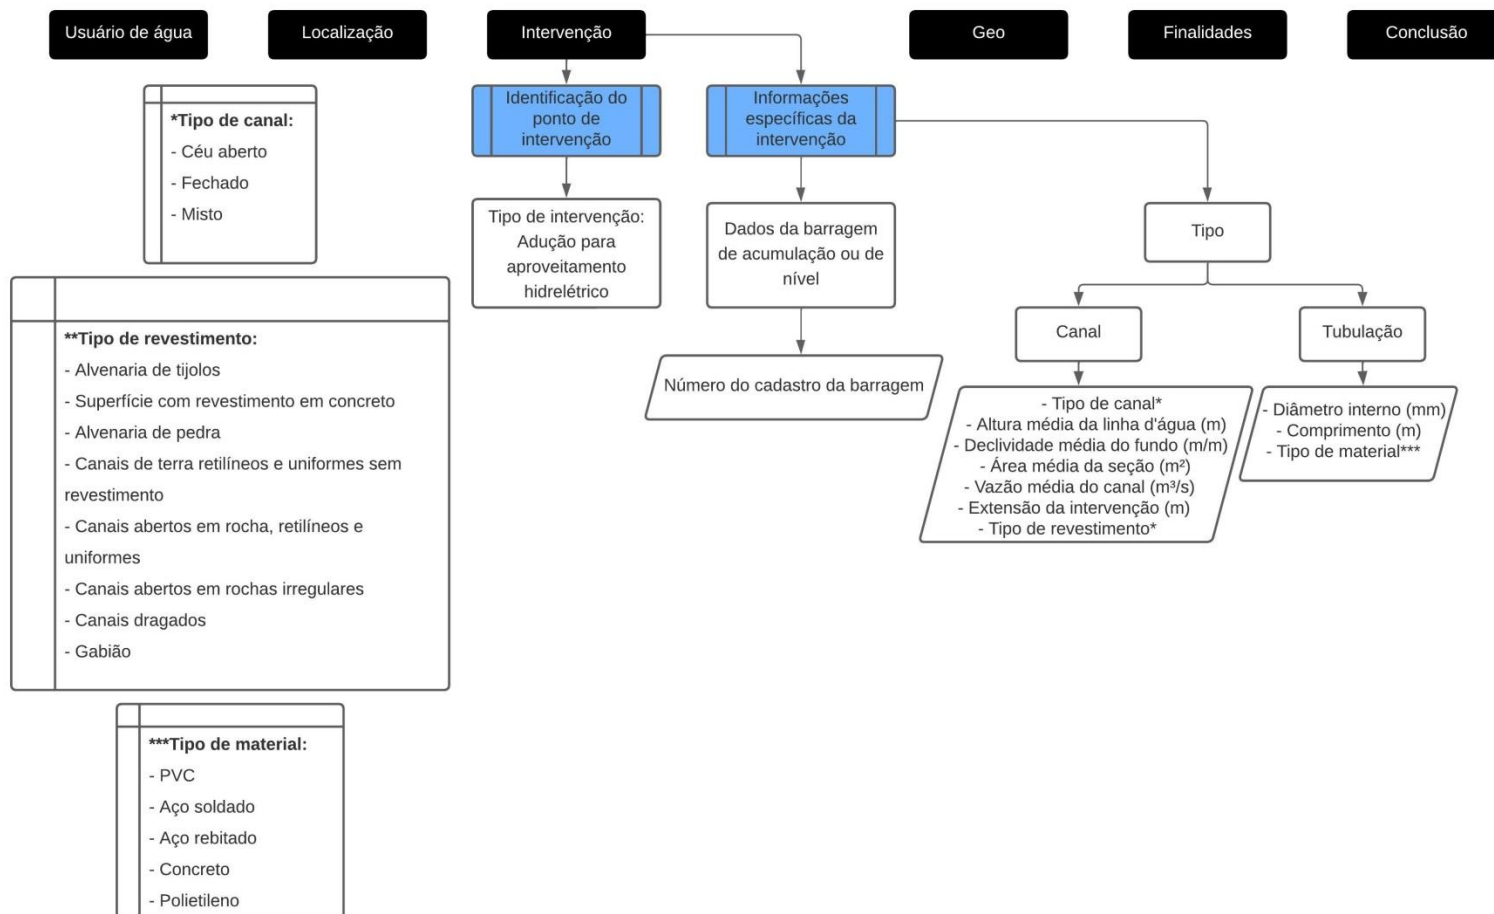 Usuário de água
Localização
Intervenção
Geo
Finalidades
Conclusão
*Tipo de canal:
- Céu aberto
- Fechado
- Misto
Identificação do
ponto de
intervenção
Informações
específicas da
intervenção
Tipo de intervenção:
Adução para
aproveitamento
hidrelétrico
Dados da barragem
de acumulação ou de
nível
Tipo
Canal
Tubulação
Número do cadastro da barragem
- Tipo de canal*
- Altura média da linha d'água (m)
- Declividade média do fundo (m/m)
- Área média da seção (m²)
- Vazão média do canal (m³/s)
- Extensão da intervenção (m)
- Tipo de revestimento*
- Diâmetro interno (mm)
- Comprimento (m)
- Tipo de material***
**Tipo de revestimento:
- Alvenaria de tijolos
- Superfície com revestimento em concreto
- Alvenaria de pedra
- Canais de terra retilíneos e uniformes sem
revestimento
- Canais abertos em rocha, retilíneos e
uniformes
- Canais abertos em rochas irregulares
- Canais dragados
- Gabião
***Tipo de material:
- PVC
- Aço soldado
- Aço rebitado
- Concreto
- Polietileno